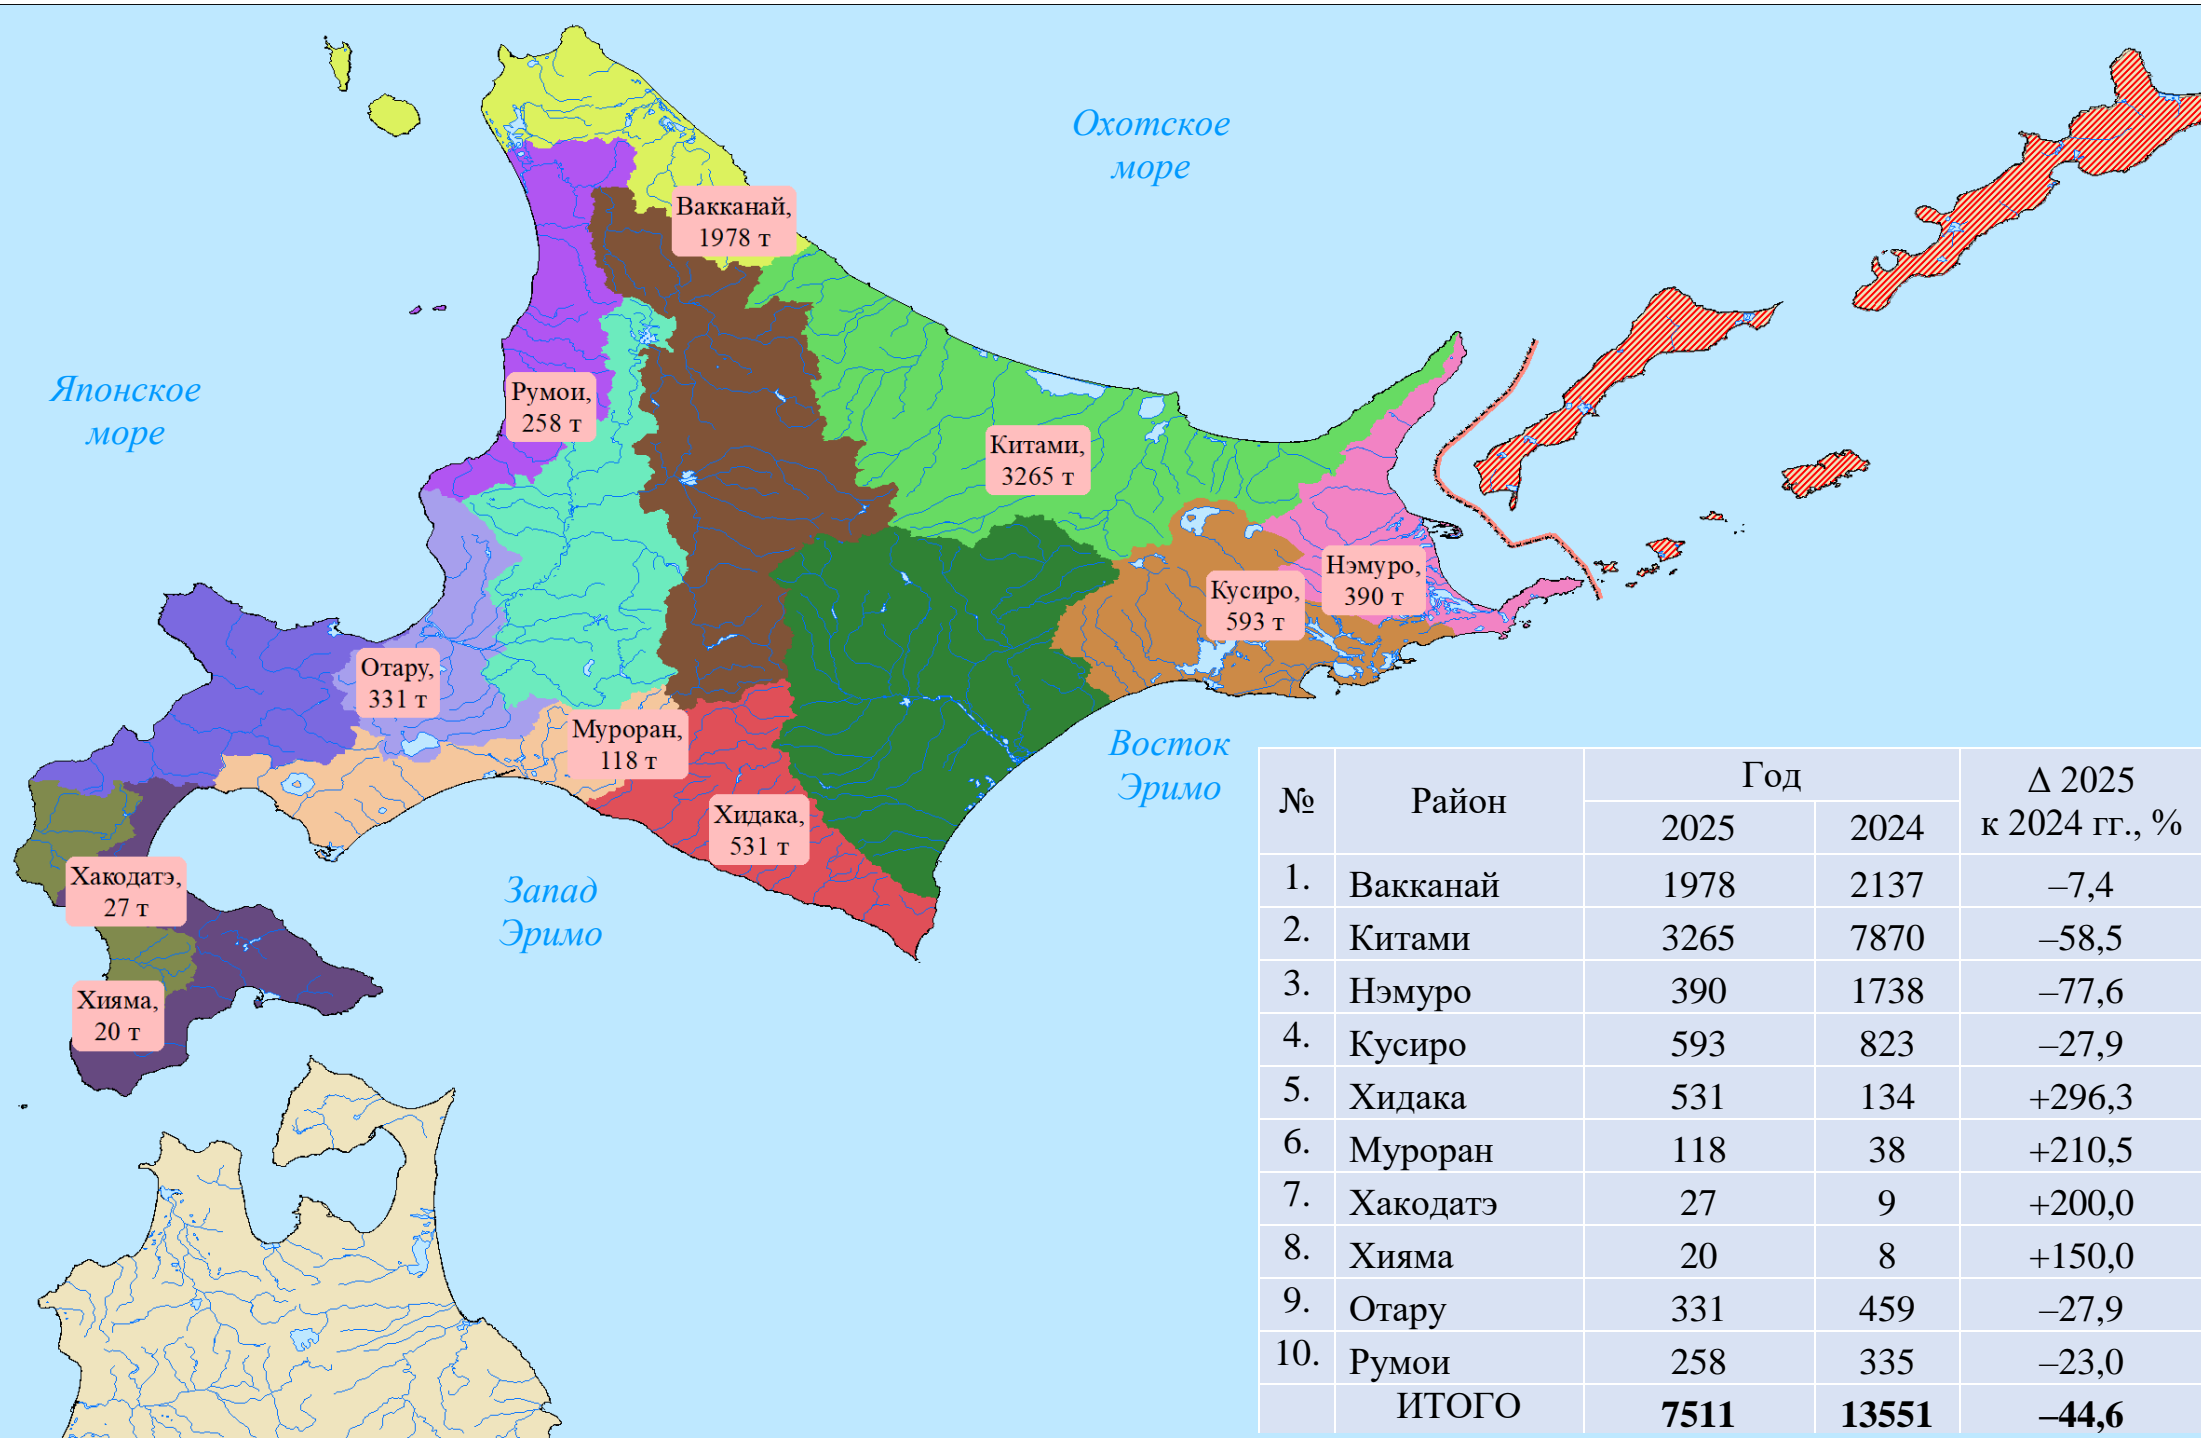 Охотское
море
Вакканай,
1978 т
Японское
море
Румои,
258 т
Китами,
3265 т
Нэмуро,
390 т
Кусиро,
593 т
Отару,
331 т
Муроран,
118 т
Хидака,
531 т
Восток
Эримо
Запад
Эримо
Хакодатэ,
27 т
Хияма,
20 т
№ Район Год Δ 2025
2025 2024 к 2024 гг., %
1. Вакканай 1978 2137 –7,4
2. Китами 3265 7870 –58,5
3. Нэмуро 390 1738 –77,6
4. Кусиро 593 823 –27,9
5. Хидака 531 134 +296,3
6. Муроран 118 38 +210,5
7. Хакодатэ 27 9 +200,0
8. Хияма 20 8 +150,0
9. Отару 331 459 –27,9
10. Румои 258 335 –23,0
ИТОГО 7511 13551 –44,6